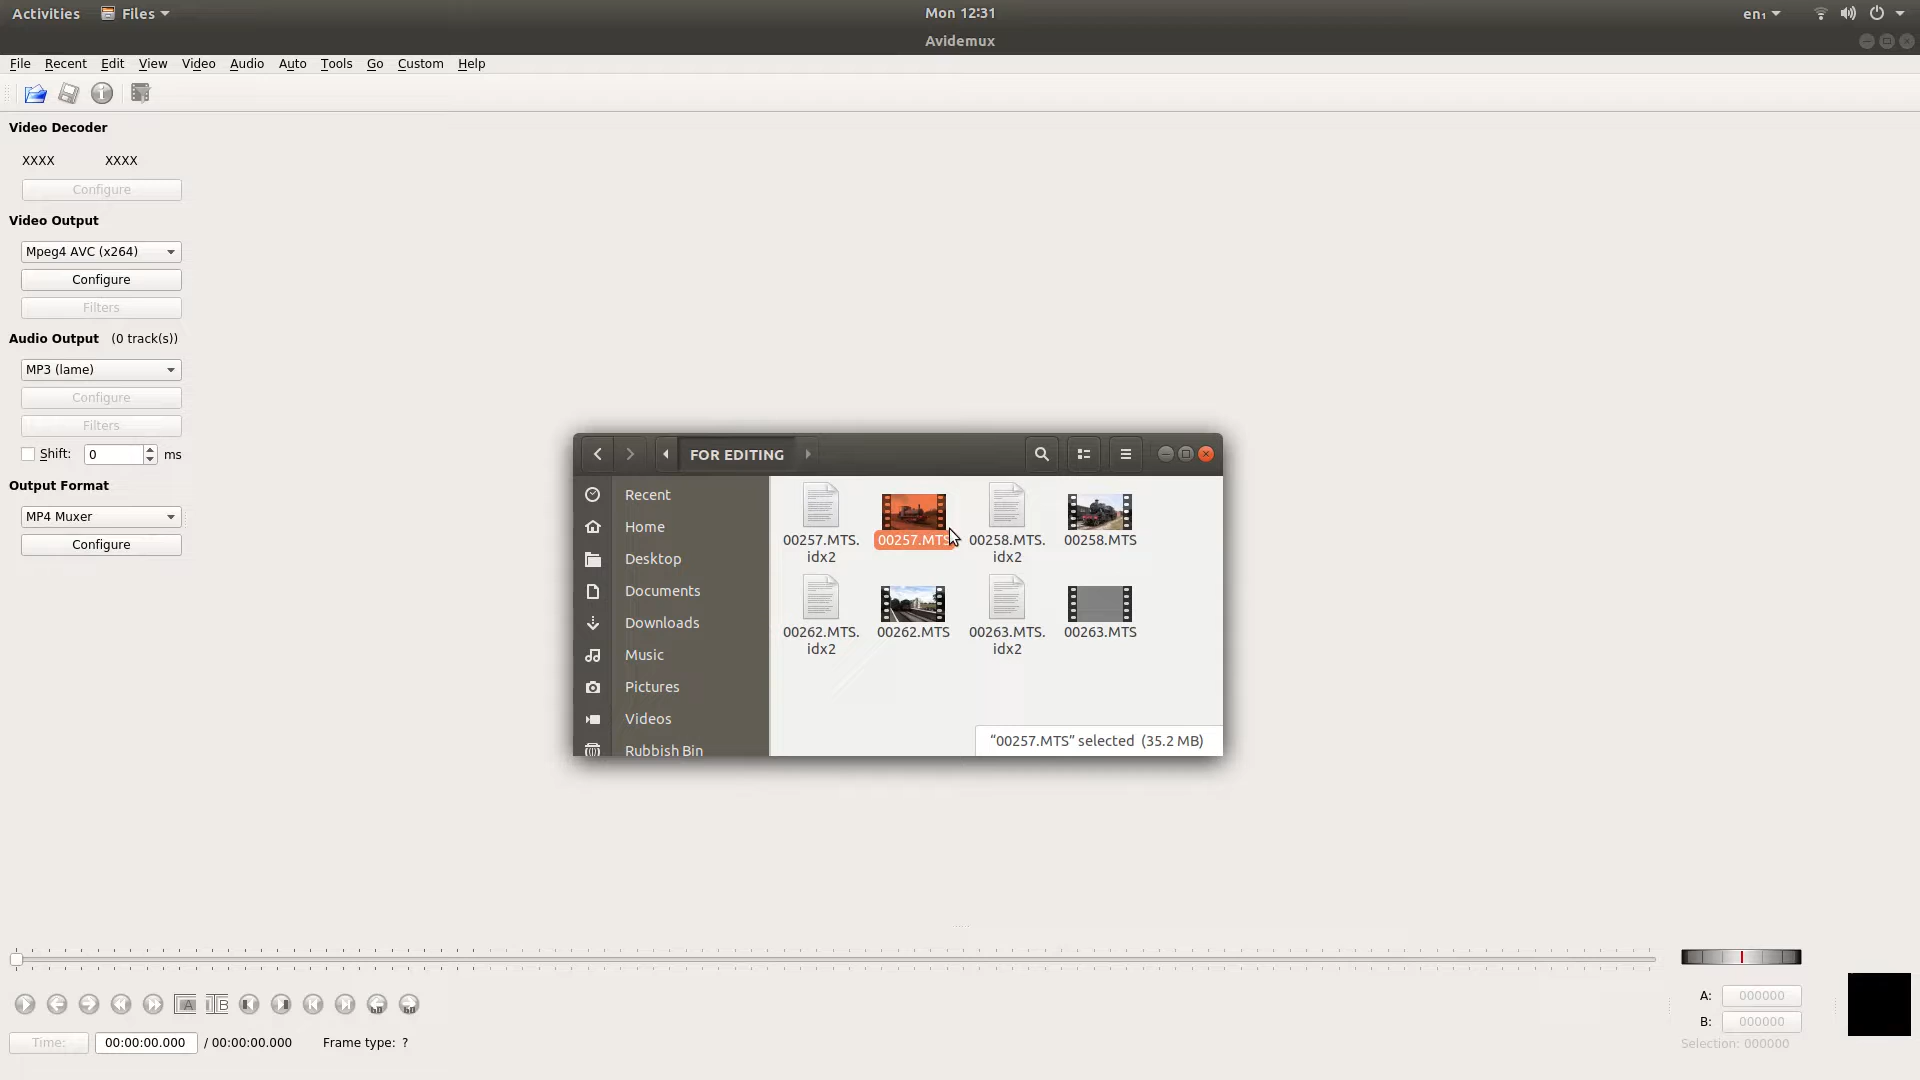 Activities Files Mon 12:31 en₁
Avidemux
File Recent Edit View Video Audio Auto Tools Go Custom Help
Video Decoder
XXXX XXXX
Configure
Video Output
Mpeg4 AVC (x264)
Configure
Filters
Audio Output (0 track(s))
MP3 (lame)
Configure
Filters
Shift: 0 ms
Output Format
MP4 Muxer
Configure
FOR EDITING
Recent
Home
Desktop
Documents
Downloads
Music
Pictures
Videos
Rubbish Bin
00257.MTS.
idx2
00257.MTS
00258.MTS.
idx2
00258.MTS
00262.MTS.
idx2
00262.MTS
00263.MTS.
idx2
00263.MTS
“00257.MTS” selected (35.2 MB)
A B
60 60
A: 000000
B: 000000
Selection: 000000
Time: 00:00:00.000 / 00:00:00.000 Frame type: ?